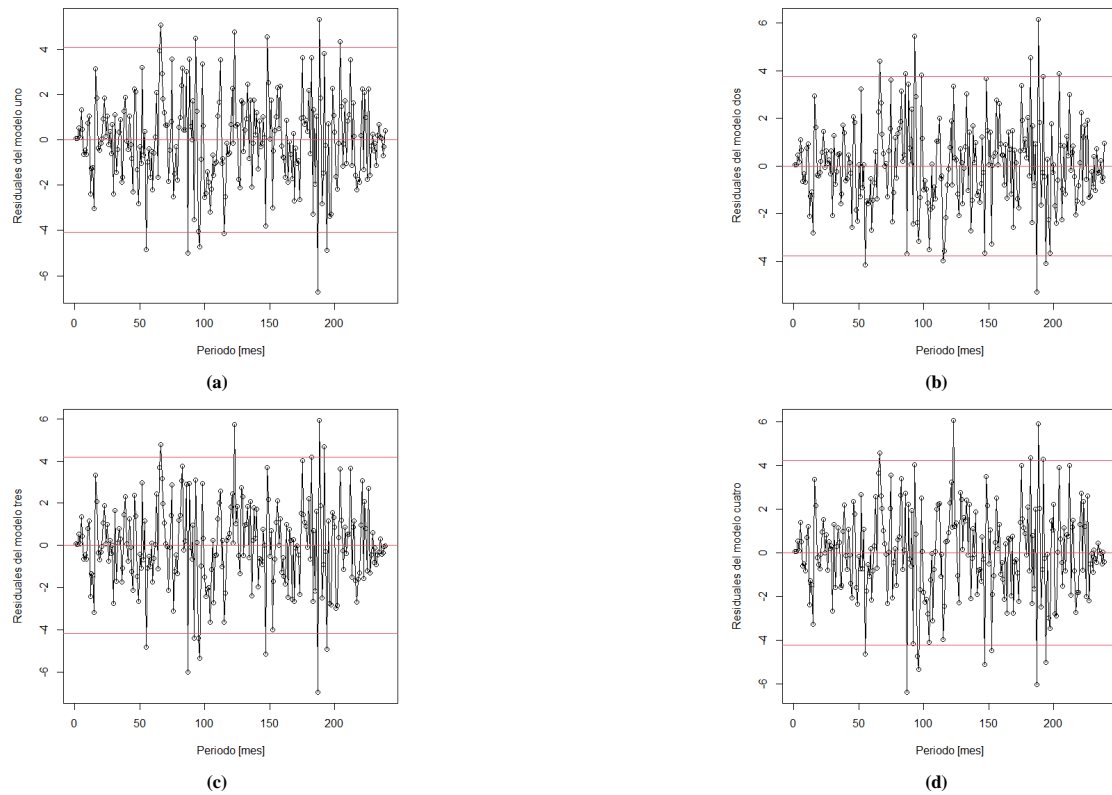 Residuales del modelo uno
4
2
0
-2
-4
-6
0 50 100 150 200
Periodo [mes]
(a)
Residuales del modelo dos
6
4
2
0
-2
-4
0 50 100 150 200
Periodo [mes]
(b)
Residuales del modelo tres
6
4
2
0
-2
-4
-6
0 50 100 150 200
Periodo [mes]
(c)
Residuales del modelo cuatro
6
4
2
0
-2
-4
-6
0 50 100 150 200
Periodo [mes]
(d)